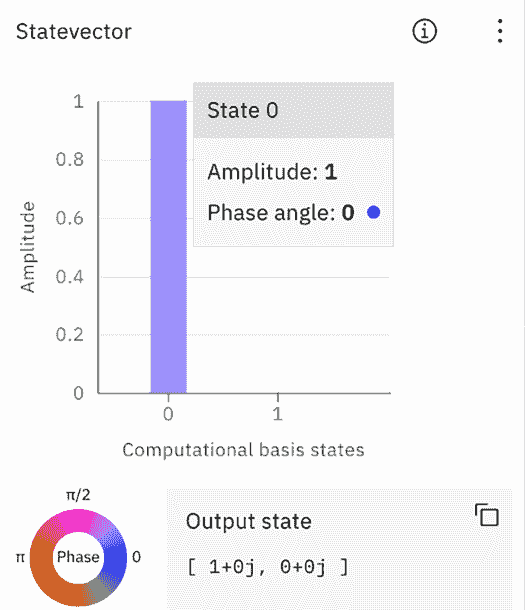 Statevector
State 0
Amplitude: 1
Phase angle: 0
1
0.8
0.6
0.4
0.2
0
Amplitude
0
1
Computational basis states
π/2
π
Phase
0
Output state
[ 1+0j, 0+0j ]